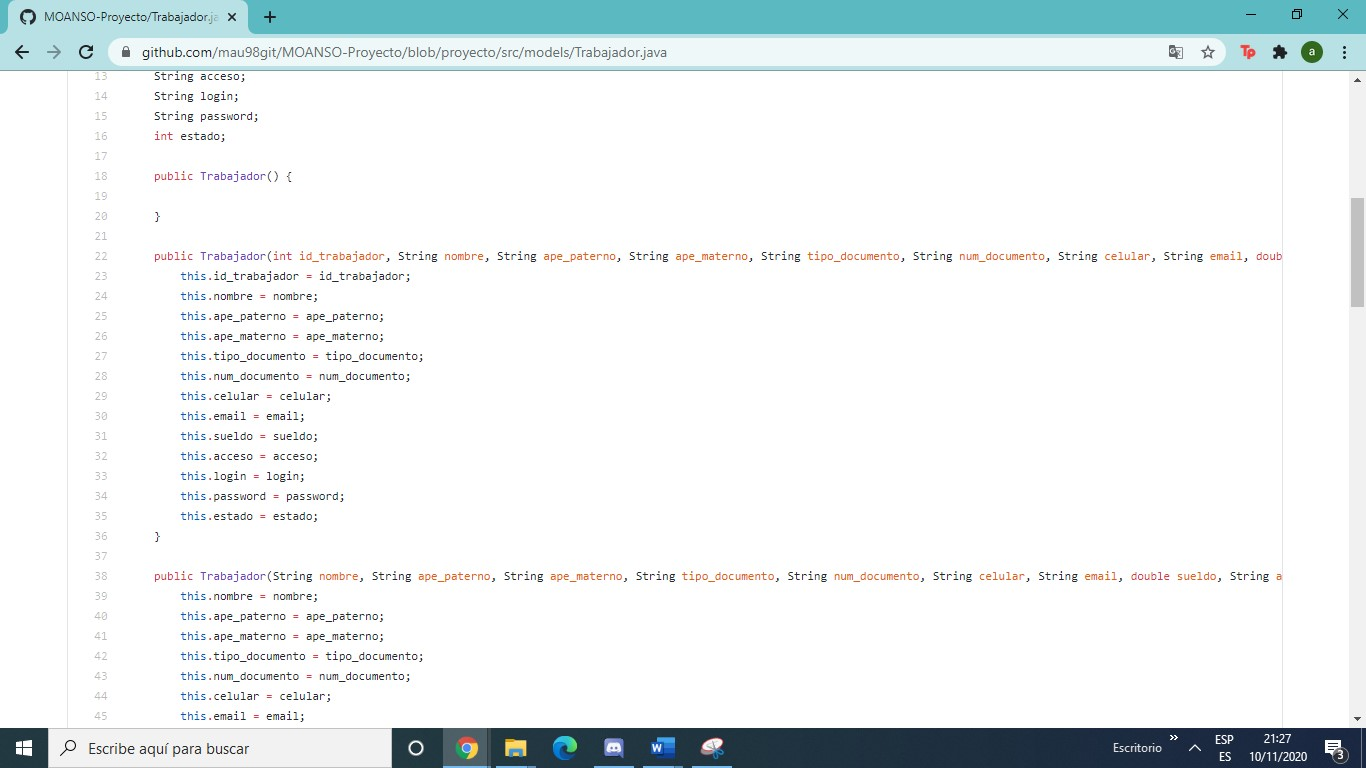 MOANSO-Proyecto/Trabajador.ja
github.com/mau98git/MOANSO-Proyecto/blob/proyecto/src/models/Trabajador.java
a
13 String acceso;
14 String login;
15 String password;
16 int estado;
17
18 public Trabajador() {
19
20 }
21
22 public Trabajador(int id_trabajador, String nombre, String ape_paterno, String ape_materno, String tipo_documento, String num_documento, String celular, String email, doub
23 this.id_trabajador = id_trabajador;
24 this.nombre = nombre;
25 this.ape_paterno = ape_paterno;
26 this.ape_materno = ape_materno;
27 this.tipo_documento = tipo_documento;
28 this.num_documento = num_documento;
29 this.celular = celular;
30 this.email = email;
31 this.sueldo = sueldo;
32 this.acceso = acceso;
33 this.login = login;
34 this.password = password;
35 this.estado = estado;
36 }
37
38 public Trabajador(String nombre, String ape_paterno, String ape_materno, String tipo_documento, String num_documento, String celular, String email, double sueldo, String a
39 this.nombre = nombre;
40 this.ape_paterno = ape_paterno;
41 this.ape_materno = ape_materno;
42 this.tipo_documento = tipo_documento;
43 this.num_documento = num_documento;
44 this.celular = celular;
45 this.email = email;
Escribe aquí para buscar
Escritorio
ESP
ES
21:27
10/11/2020
3